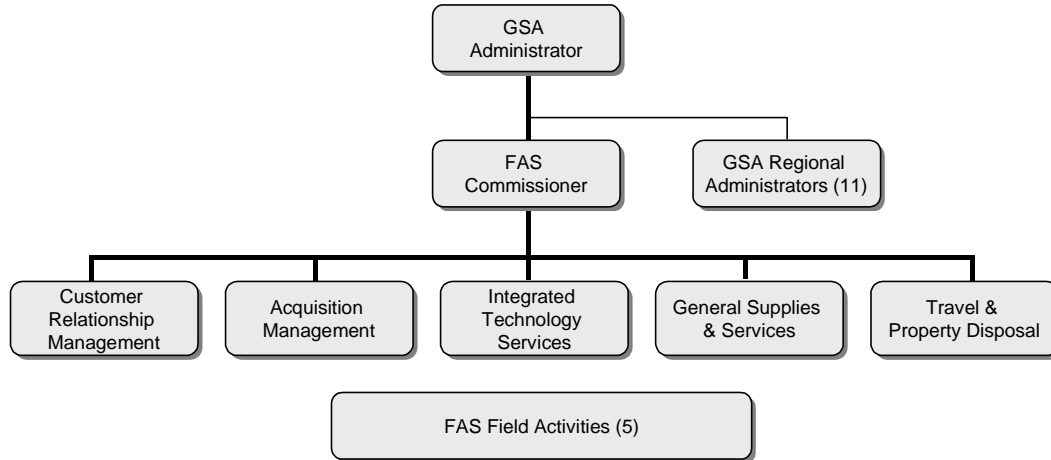 GSA
Administrator
FAS
Commissioner
GSA Regional
Administrators (11)
Customer
Relationship
Management
Acquisition
Management
Integrated
Technology
Services
General Supplies
& Services
Travel &
Property Disposal
FAS Field Activities (5)